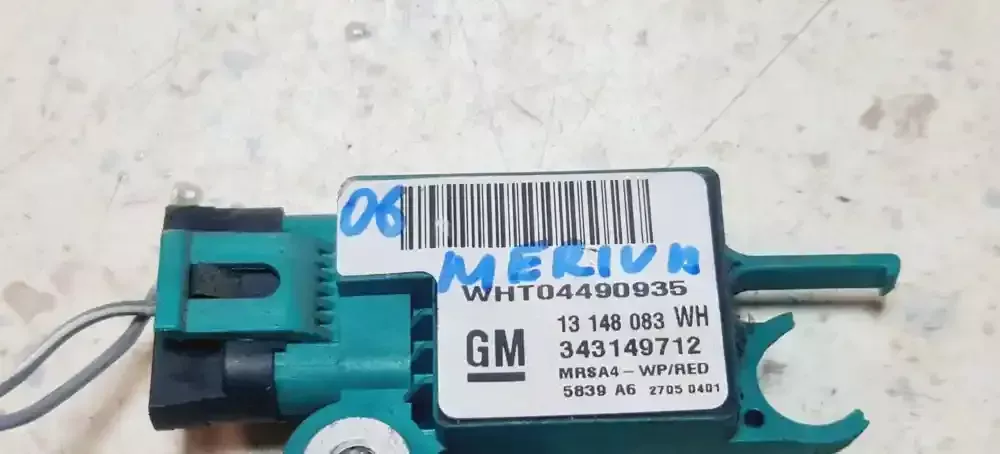 06
MERIVA
WHT04490935
GM
13 148 083 WH
343149712
MRSA4 - WP/RED
5839 A6 2705 0401